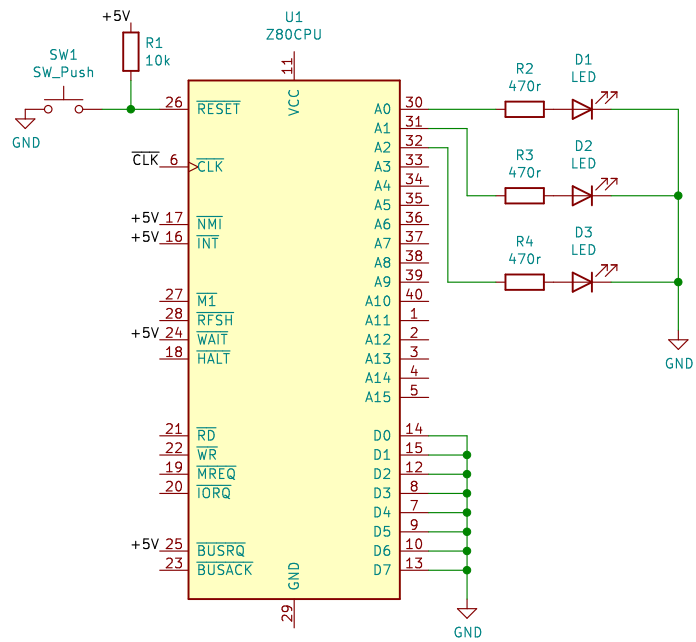 +5V
R1
10k
SW1
SW_Push
GND
U1
Z80CPU
11
VCC
26 RESET
CLK 6 CLK
+5V 17 NMI
+5V 16 INT
27 M1
28 RFSH
+5V 24 WAIT
18 HALT
21 RD
22 WR
19 MREQ
20 IORQ
+5V 25 BUSRQ
23 BUSACK
GND
29
A0 30
A1 31
A2 32
A3 33
A4 34
A5 35
A6 36
A7 37
A8 38
A9 39
A10 40
A11 1
A12 2
A13 3
A14 4
A15 5
D0 14
D1 15
D2 12
D3 8
D4 7
D5 9
D6 10
D7 13
GND
R2
470r
D1
LED
R3
470r
D2
LED
R4
470r
D3
LED
GND